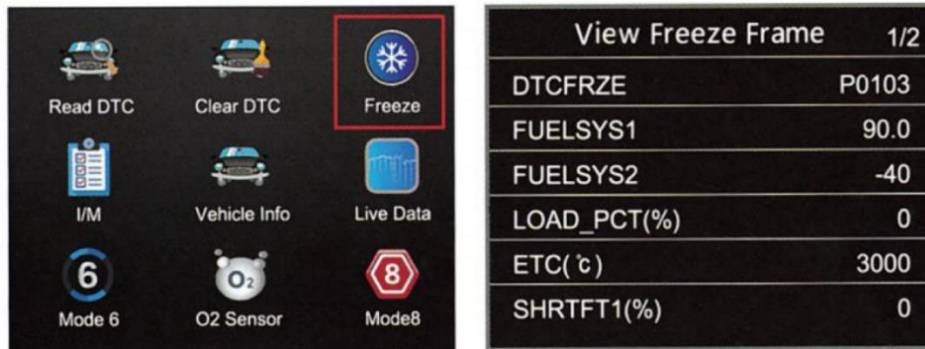 Read DTC Clear DTC Freeze
I/M Vehicle Info Live Data
6 O2 8
Mode 6 O2 Sensor Mode8
View Freeze Frame 1/2
DTCFRZE P0103
FUELSYS1 90.0
FUELSYS2 -40
LOAD_PCT(%) 0
ETC(℃) 3000
SHRTFT1(%) 0